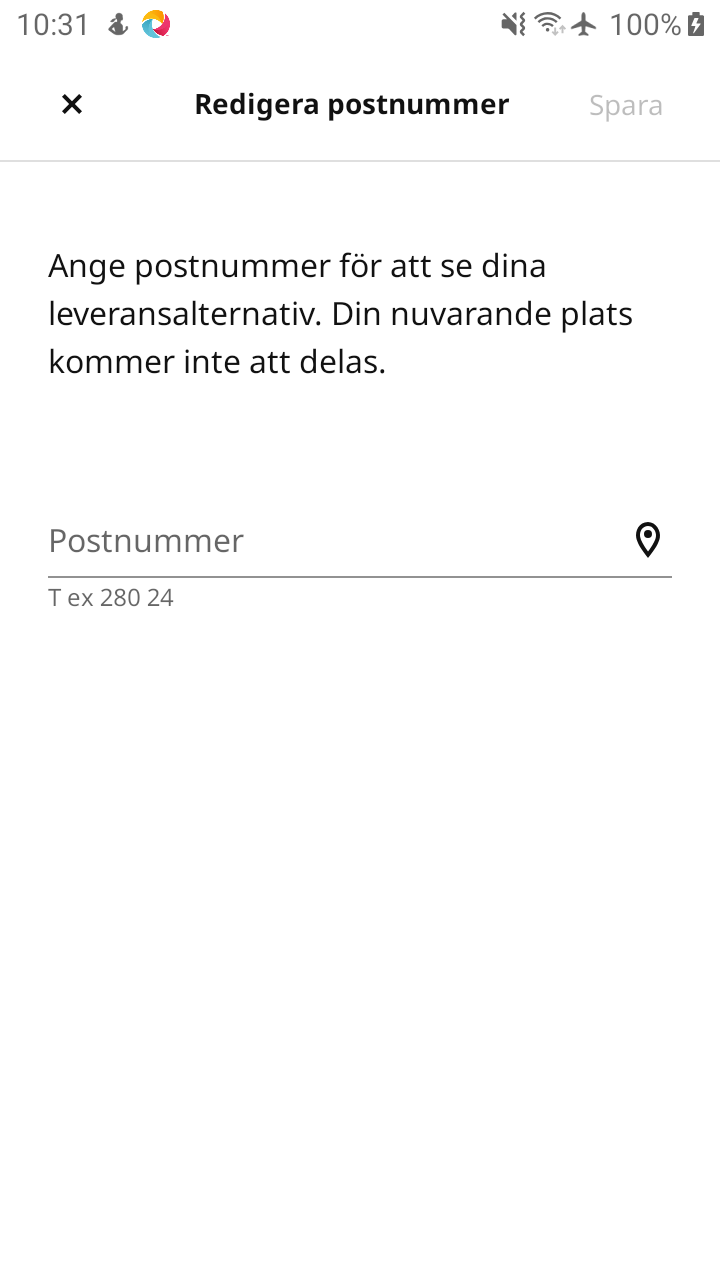 10:31
100%
Redigera postnummer
Spara
Ange postnummer för att se dina
leveransalternativ. Din nuvarande plats
kommer inte att delas.
Postnummer
T ex 280 24